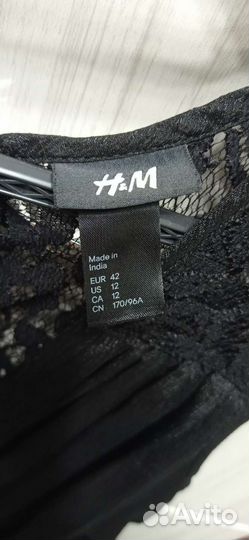 H&M
Made in
India
EUR 42
US 12
CA 12
CN 170/96A
Avito